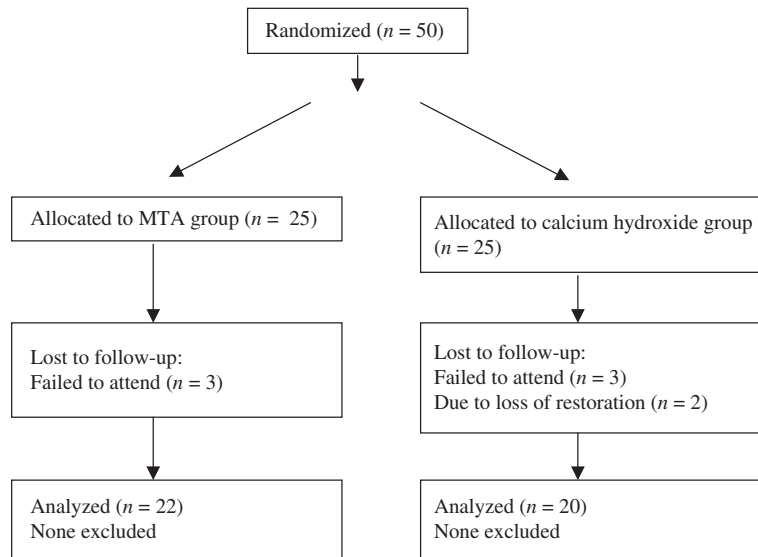 Randomized (n = 50)
Allocated to MTA group (n = 25)
Allocated to calcium hydroxide group
(n = 25)
Lost to follow-up:
Failed to attend (n = 3)
Lost to follow-up:
Failed to attend (n = 3)
Due to loss of restoration (n = 2)
Analyzed (n = 22)
None excluded
Analyzed (n = 20)
None excluded